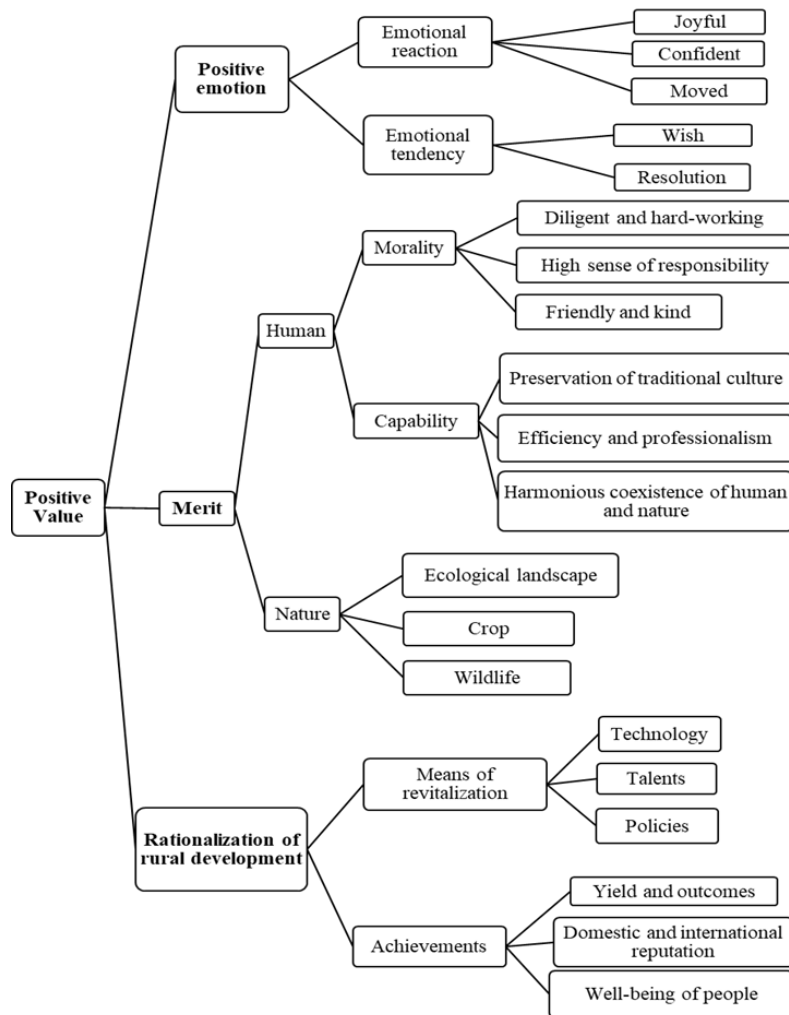 Positive
Value
Positive
emotion
Emotional
reaction
Joyful
Confident
Moved
Emotional
tendency
Wish
Resolution
Merit
Human
Morality
Diligent and hard-working
High sense of responsibility
Friendly and kind
Capability
Preservation of traditional culture
Efficiency and professionalism
Harmonious coexistence of human
and nature
Nature
Ecological landscape
Crop
Wildlife
Rationalization of
rural development
Means of
revitalization
Technology
Talents
Policies
Achievements
Yield and outcomes
Domestic and international
reputation
Well-being of people